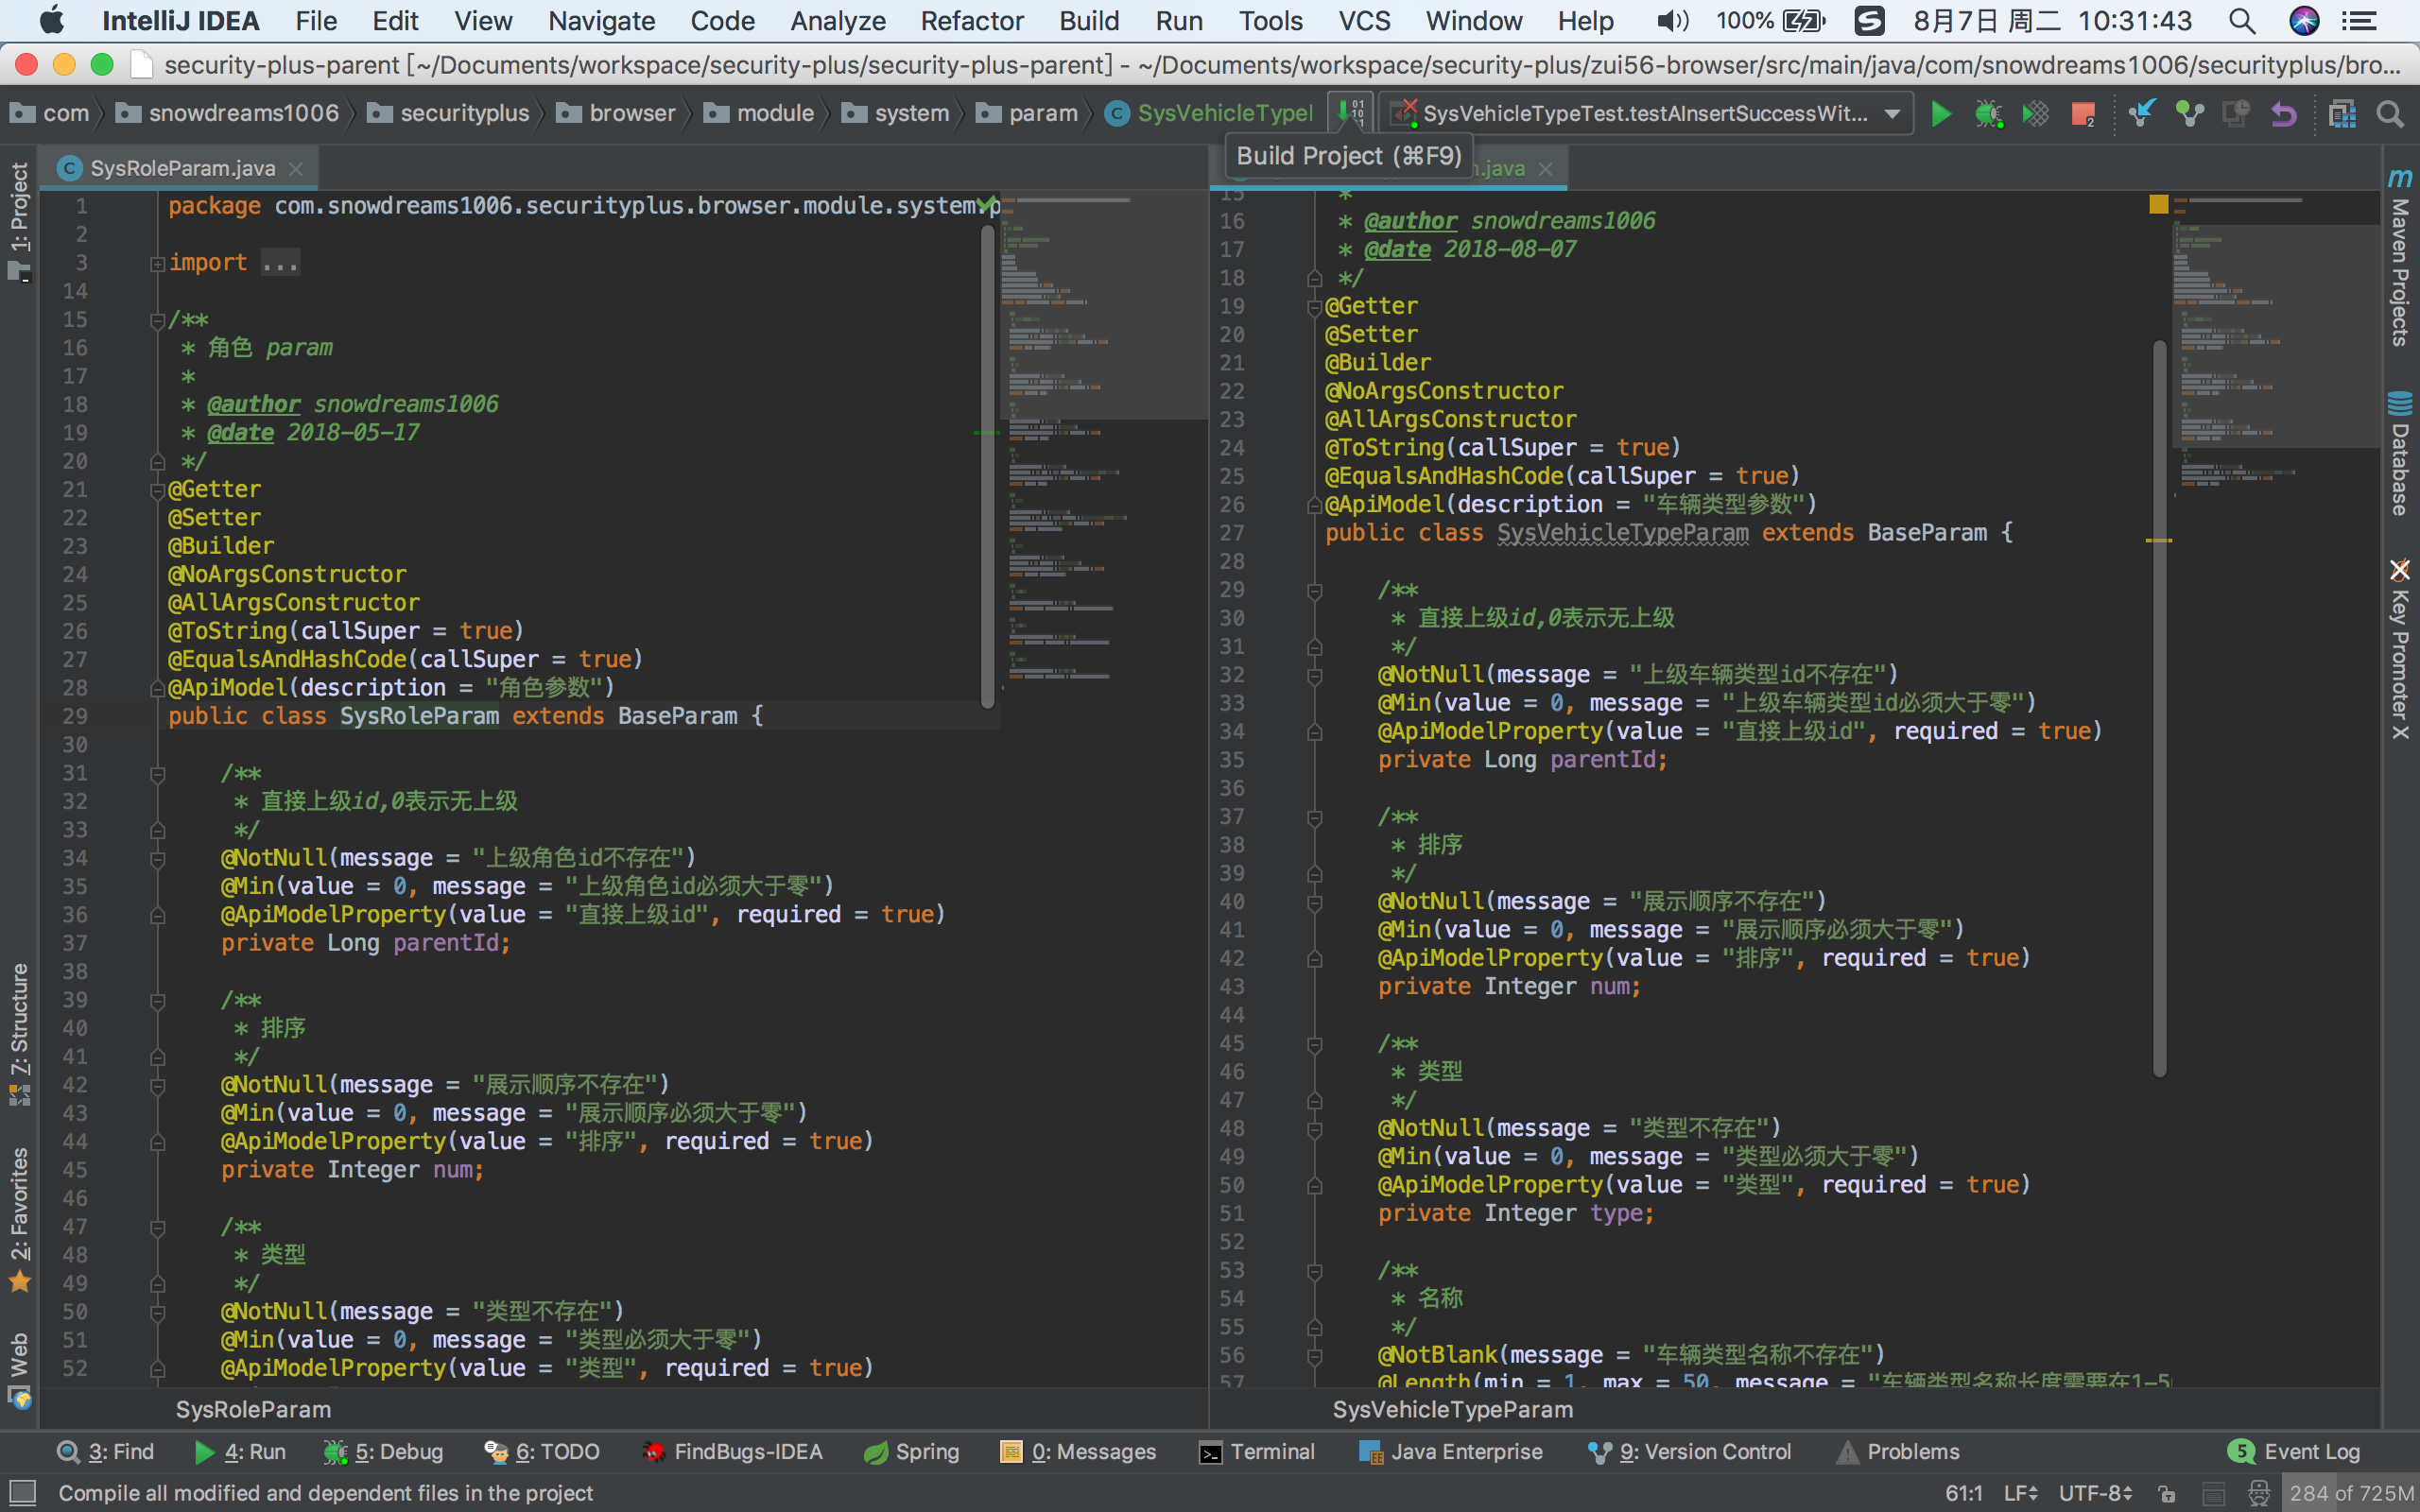 IntelliJ IDEA File Edit View Navigate Code Analyze Refactor Build Run Tools VCS Window Help 100% 8月7日 周二 10:31:43
security-plus-parent [~/Documents/workspace/security-plus/security-plus-parent] - ~/Documents/workspace/security-plus/zui56-browser/src/main/java/com/snowdreams1006/securityplus/bro...
com snowdreams1006 securityplus browser module system param SysVehicleTypeI SysVehicleTypeTest.testAInsertSuccessWit...
Build Project (⌘F9)
SysRoleParam.java
.java
1: Project
7: Structure
2: Favorites
Web
1 package com.snowdreams1006.securityplus.browser.module.system.p
2
3 import ...
14
15 /**
16 * 角色 param
17 *
18 * @author snowdreams1006
19 * @date 2018-05-17
20 */
21 @Getter
22 @Setter
23 @Builder
24 @NoArgsConstructor
25 @AllArgsConstructor
26 @ToString(callSuper = true)
27 @EqualsAndHashCode(callSuper = true)
28 @ApiModel(description = "角色参数")
29 public class SysRoleParam extends BaseParam {
30
31 /**
32 * 直接上级id,0表示无上级
33 */
34 @NotNull(message = "上级角色id不存在")
35 @Min(value = 0, message = "上级角色id必须大于零")
36 @ApiModelProperty(value = "直接上级id", required = true)
37 private Long parentId;
38
39 /**
40 * 排序
41 */
42 @NotNull(message = "展示顺序不存在")
43 @Min(value = 0, message = "展示顺序必须大于零")
44 @ApiModelProperty(value = "排序", required = true)
45 private Integer num;
46
47 /**
48 * 类型
49 */
50 @NotNull(message = "类型不存在")
51 @Min(value = 0, message = "类型必须大于零")
52 @ApiModelProperty(value = "类型", required = true)
SysRoleParam
15 *
16 * @author snowdreams1006
17 * @date 2018-08-07
18 */
19 @Getter
20 @Setter
21 @Builder
22 @NoArgsConstructor
23 @AllArgsConstructor
24 @ToString(callSuper = true)
25 @EqualsAndHashCode(callSuper = true)
26 @ApiModel(description = "车辆类型参数")
27 public class SysVehicleTypeParam extends BaseParam {
28
29 /**
30 * 直接上级id,0表示无上级
31 */
32 @NotNull(message = "上级车辆类型id不存在")
33 @Min(value = 0, message = "上级车辆类型id必须大于零")
34 @ApiModelProperty(value = "直接上级id", required = true)
35 private Long parentId;
36
37 /**
38 * 排序
39 */
40 @NotNull(message = "展示顺序不存在")
41 @Min(value = 0, message = "展示顺序必须大于零")
42 @ApiModelProperty(value = "排序", required = true)
43 private Integer num;
44
45 /**
46 * 类型
47 */
48 @NotNull(message = "类型不存在")
49 @Min(value = 0, message = "类型必须大于零")
50 @ApiModelProperty(value = "类型", required = true)
51 private Integer type;
52
53 /**
54 * 名称
55 */
56 @NotBlank(message = "车辆类型名称不存在")
57 @Length(min = 1, max = 50, message = "车辆类型名称长度需要在1-5
SysVehicleTypeParam
Maven Projects
Database
Key Promoter X
3: Find 4: Run 5: Debug 6: TODO FindBugs-IDEA Spring 0: Messages Terminal Java Enterprise 9: Version Control Problems 5 Event Log
Compile all modified and dependent files in the project 61:1 LF UTF-8 284 of 725M